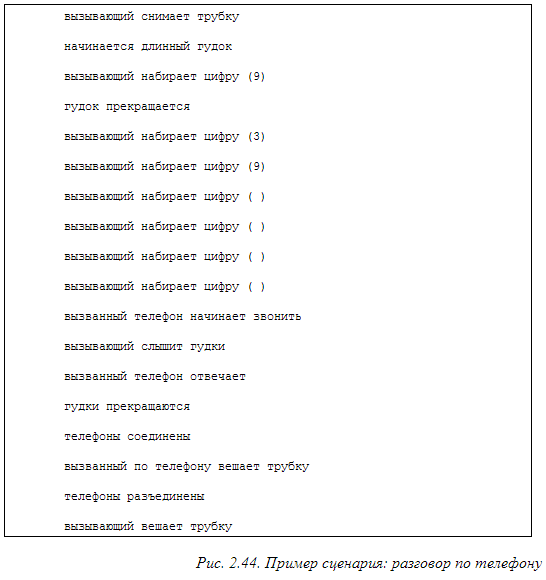 вызывающий снимает трубку
начинается длинный гудок
вызывающий набирает цифру (9)
гудок прекращается
вызывающий набирает цифру (3)
вызывающий набирает цифру (9)
вызывающий набирает цифру ( )
вызывающий набирает цифру ( )
вызывающий набирает цифру ( )
вызывающий набирает цифру ( )
вызванный телефон начинает звонить
вызывающий слышит гудки
вызванный телефон отвечает
гудки прекращаются
телефоны соединены
вызванный по телефону вешает трубку
телефоны разъединены
вызывающий вешает трубку
Рис. 2.44. Пример сценария: разговор по телефону